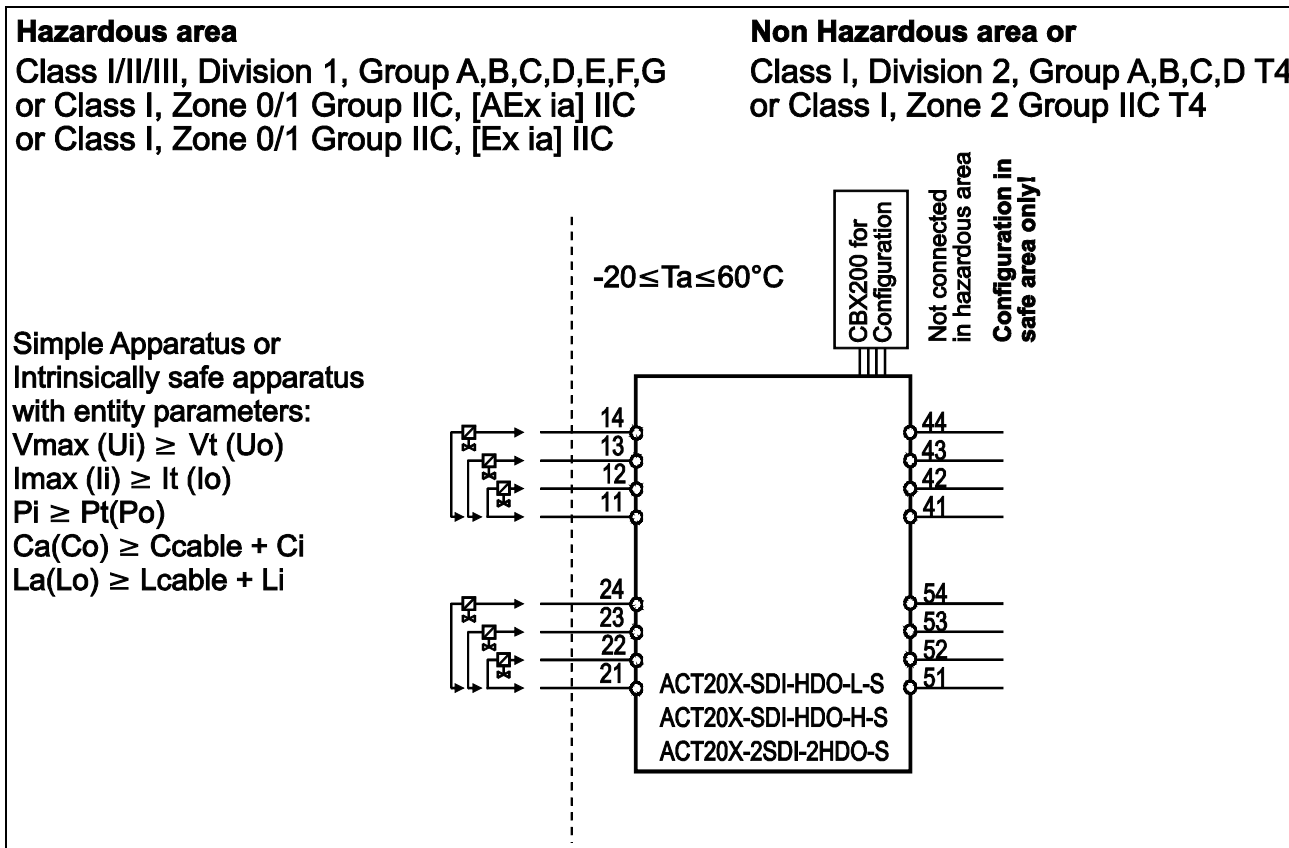 Hazardous area
Class I/II/III, Division 1, Group A,B,C,D,E,F,G
or Class I, Zone 0/1 Group IIC, [AEx ia] IIC
or Class I, Zone 0/1 Group IIC, [Ex ia] IIC
Non Hazardous area or
Class I, Division 2, Group A,B,C,D T4
or Class I, Zone 2 Group IIC T4
-20≤Ta≤60°C
CBX200 for
Configuration
Not connected
in hazardous area
Configuration in
safe area only!
Simple Apparatus or
Intrinsically safe apparatus
with entity parameters:
Vmax (Ui) ≥ Vt (Uo)
Imax (Ii) ≥ It (Io)
Pi ≥ Pt(Po)
Ca(Co) ≥ Ccable + Ci
La(Lo) ≥ Lcable + Li
14
13
12
11
24
23
22
21
44
43
42
41
54
53
52
51
ACT20X-SDI-HDO-L-S
ACT20X-SDI-HDO-H-S
ACT20X-2SDI-2HDO-S